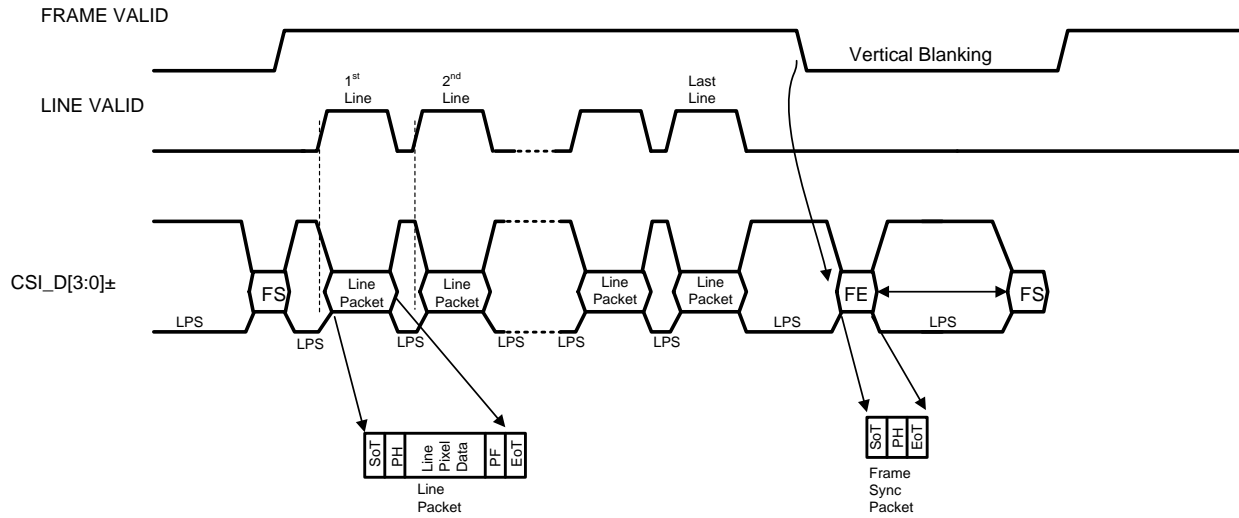 FRAME VALID
Vertical Blanking
1st
Line
2nd
Line
Last
Line
LINE VALID
CSI_D[3:0]±
FS
Line
Packet
Line
Packet
Line
Packet
Line
Packet
FE
FS
LPS
LPS
LPS
LPS
LPS
LPS
LPS
LPS
SoT
PH
Line
Pixel
Data
PF
EoT
Line
Packet
SoT
PH
EoT
Frame
Sync
Packet